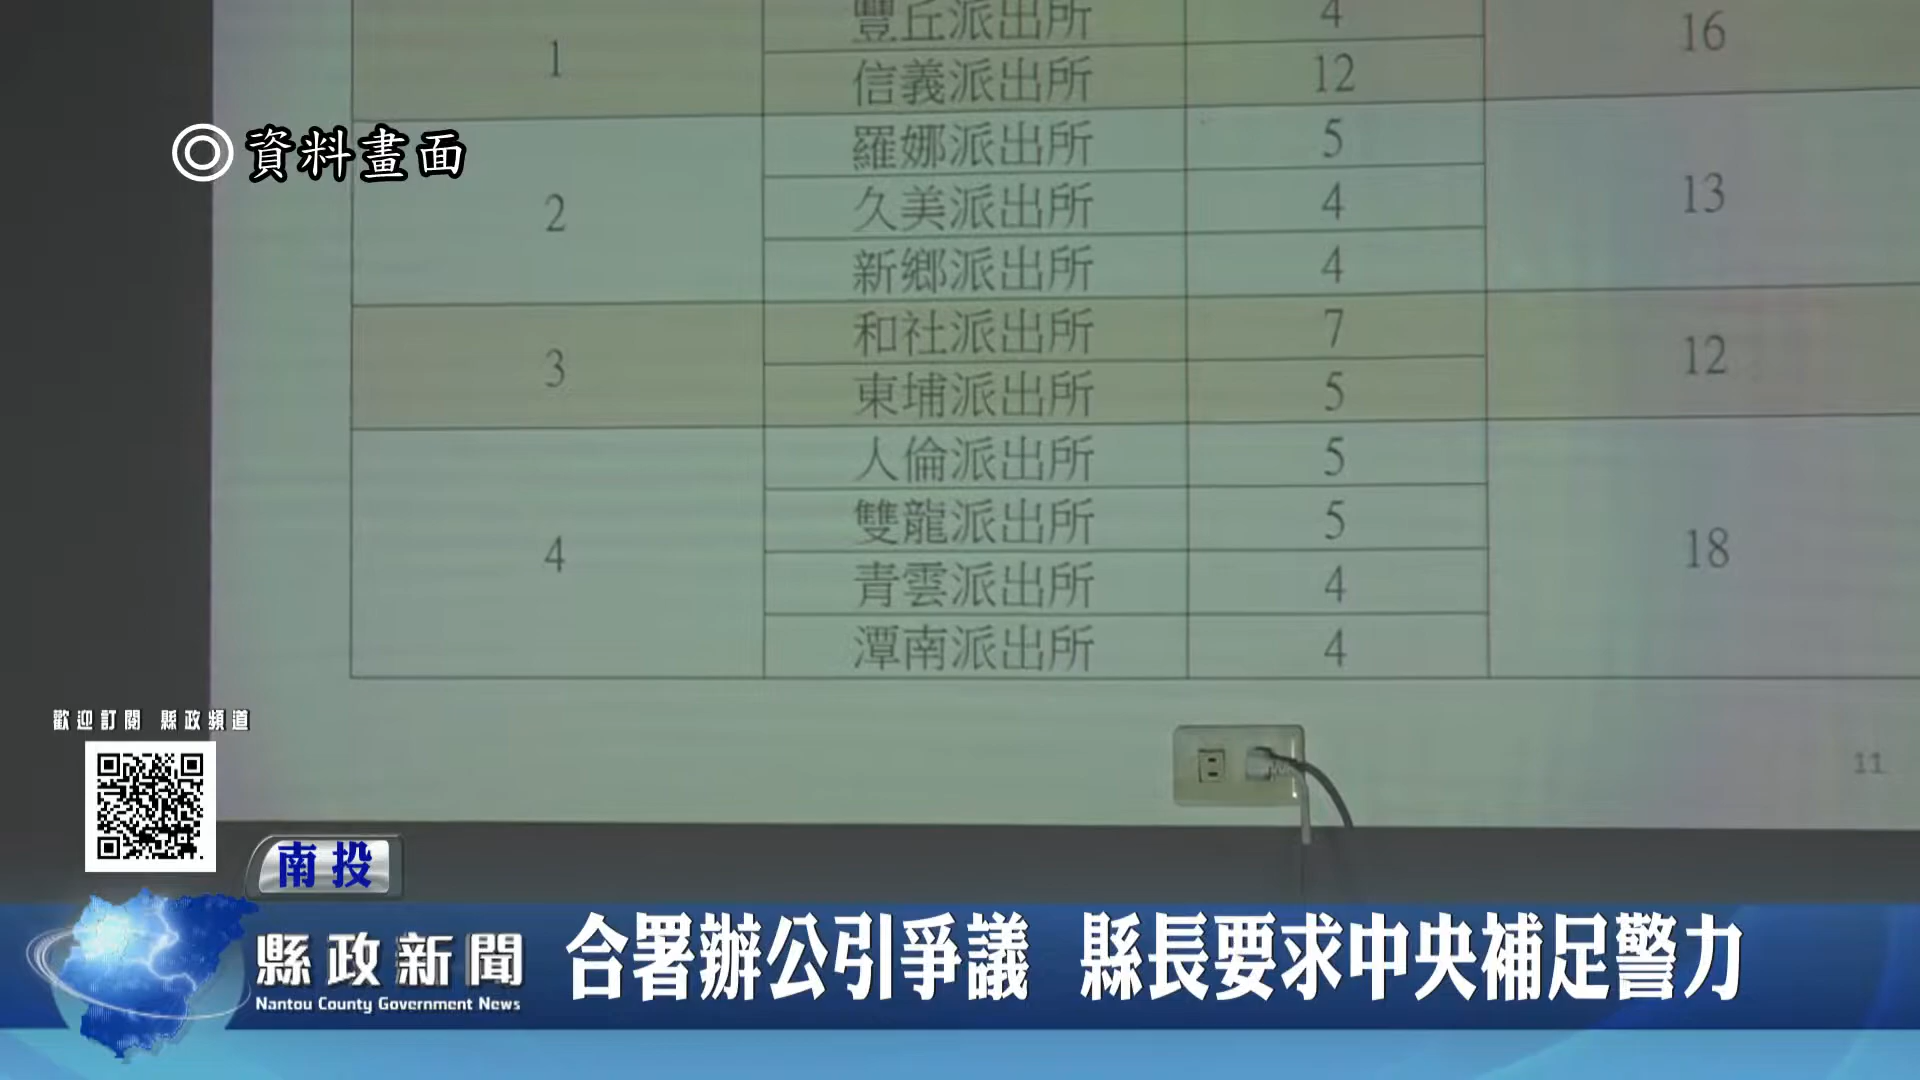 豐丘派出所 4
1 16
信義派出所 12
◎資料畫面
羅娜派出所 5
2 久美派出所 4 13
新鄉派出所 4
和社派出所 7
3 12
東埔派出所 5
人倫派出所 5
雙龍派出所 5
4 18
青雲派出所 4
潭南派出所 4
歡迎訂閱 縣政頻道
11
南投
縣政新聞
Nantou County Government News
合署辦公引爭議 縣長要求中央補足警力